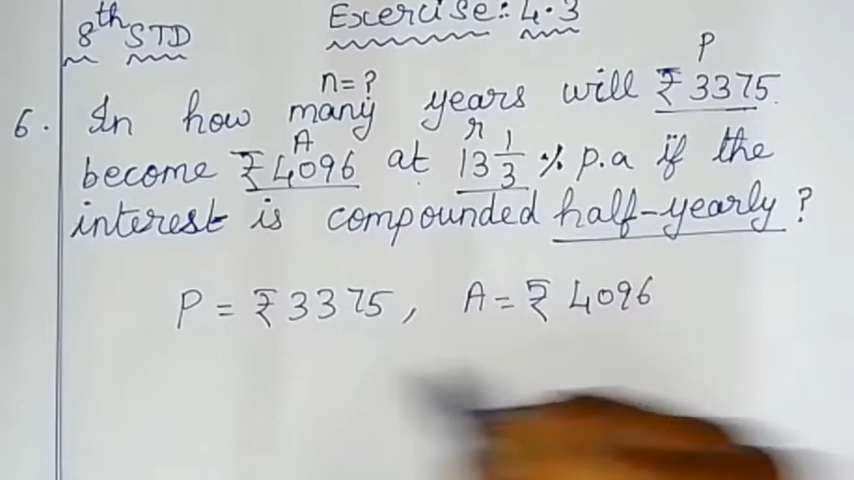 8th STD
Exercise: 4.3
P
n=?
6. In how many years will ₹ 3375
A
r
become ₹4096 at 13 1/3 % p.a if the
interest is compounded half-yearly ?
P = ₹ 3375, A = ₹ 4096